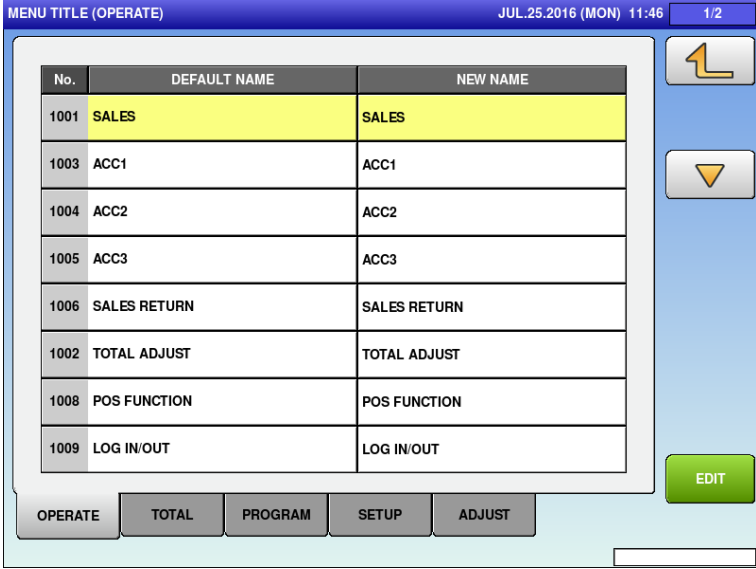 MENU TITLE (OPERATE) JUL.25.2016 (MON) 11:46 1/2
No. DEFAULT NAME NEW NAME
1001 SALES SALES
1003 ACC1 ACC1
1004 ACC2 ACC2
1005 ACC3 ACC3
1006 SALES RETURN SALES RETURN
1002 TOTAL ADJUST TOTAL ADJUST
1008 POS FUNCTION POS FUNCTION
1009 LOG IN/OUT LOG IN/OUT
EDIT
OPERATE TOTAL PROGRAM SETUP ADJUST